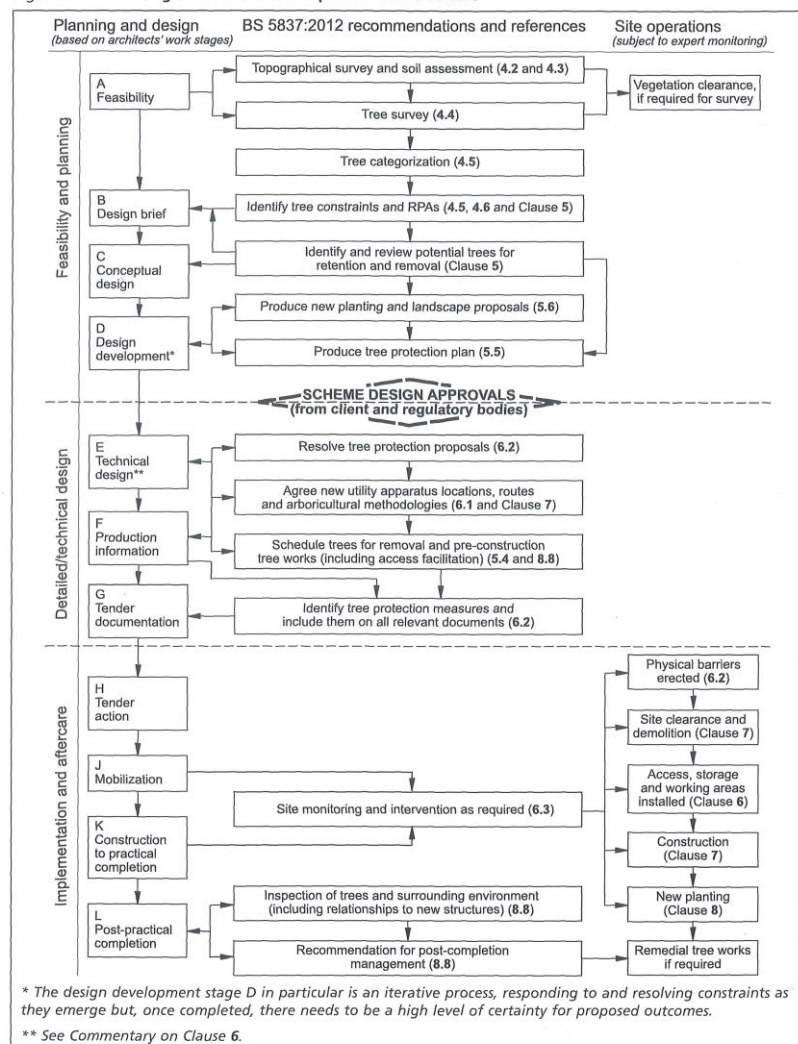 Planning and design
(based on architects' work stages)
BS 5837:2012 recommendations and references
Site operations
(subject to expert monitoring)
Feasibility and planning
A
Feasibility
Topographical survey and soil assessment (4.2 and 4.3)
Vegetation clearance,
if required for survey
Tree survey (4.4)
Tree categorization (4.5)
B
Design brief
Identify tree constraints and RPAs (4.5, 4.6 and Clause 5)
C
Conceptual
design
Identify and review potential trees for
retention and removal (Clause 5)
D
Design
development*
Produce new planting and landscape proposals (5.6)
Produce tree protection plan (5.5)
SCHEME DESIGN APPROVALS
(from client and regulatory bodies)
Detailed/technical design
E
Technical
design**
Resolve tree protection proposals (6.2)
Agree new utility apparatus locations, routes
and arboricultural methodologies (6.1 and Clause 7)
F
Production
information
Schedule trees for removal and pre-construction
tree works (including access facilitation) (5.4 and 8.8)
G
Tender
documentation
Identify tree protection measures and
include them on all relevant documents (6.2)
Implementation and aftercare
H
Tender
action
J
Mobilization
K
Construction
to practical
completion
L
Post-practical
completion
Site monitoring and intervention as required (6.3)
Inspection of trees and surrounding environment
(including relationships to new structures) (8.8)
Recommendation for post-completion
management (8.8)
Physical barriers
erected (6.2)
Site clearance and
demolition (Clause 7)
Access, storage
and working areas
installed (Clause 6)
Construction
(Clause 7)
New planting
(Clause 8)
Remedial tree works
if required
* The design development stage D in particular is an iterative process, responding to and resolving constraints as
they emerge but, once completed, there needs to be a high level of certainty for proposed outcomes.
** See Commentary on Clause 6.